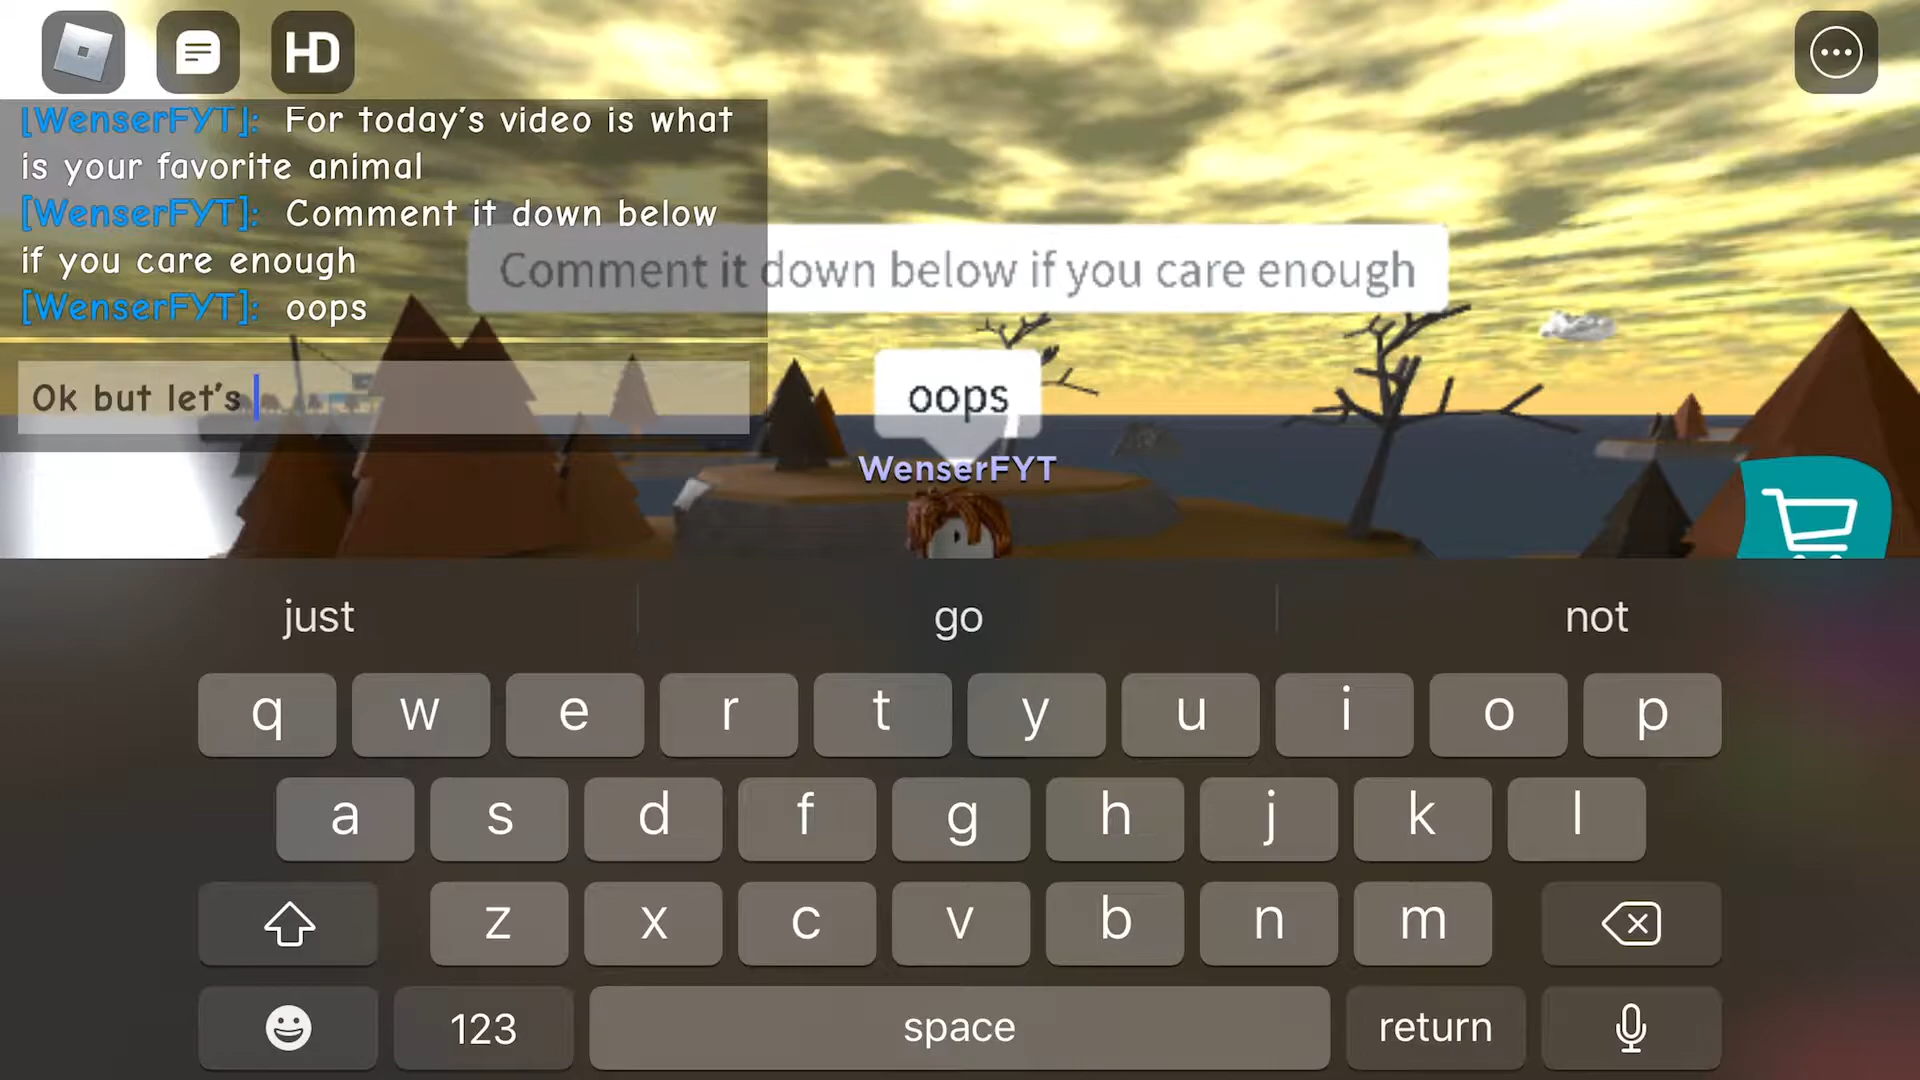 HD
[WenserFYT]: For today's video is what
is your favorite animal
[WenserFYT]: Comment it down below
if you care enough
[WenserFYT]: oops
Comment it down below if you care enough
Ok but let's
oops
WenserFYT
just go not
q w e r t y u i o p
a s d f g h j k l
z x c v b n m
123 space return